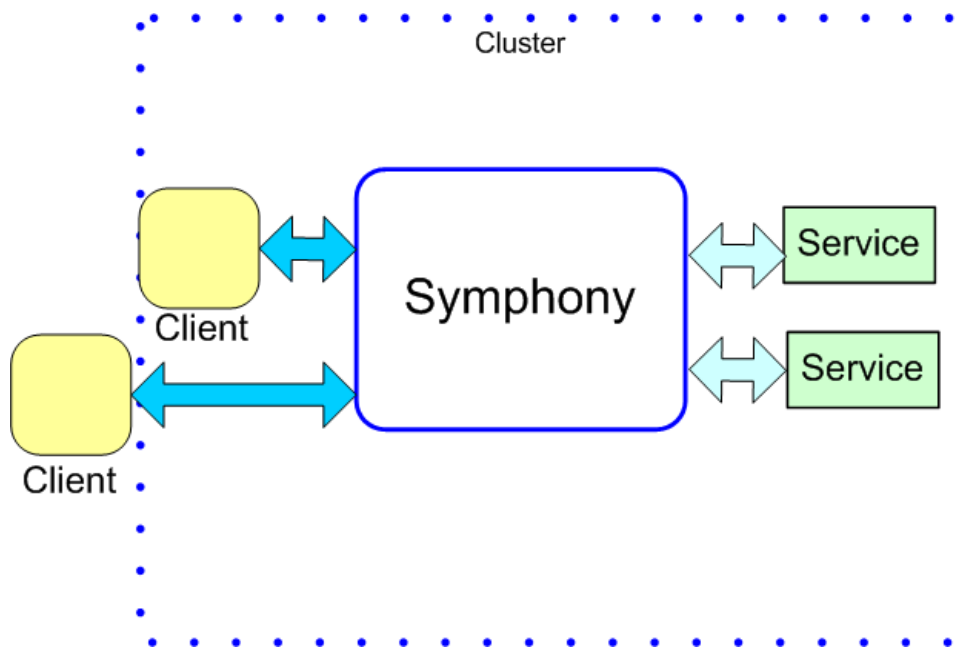 Cluster
Client
Client
Symphony
Service
Service